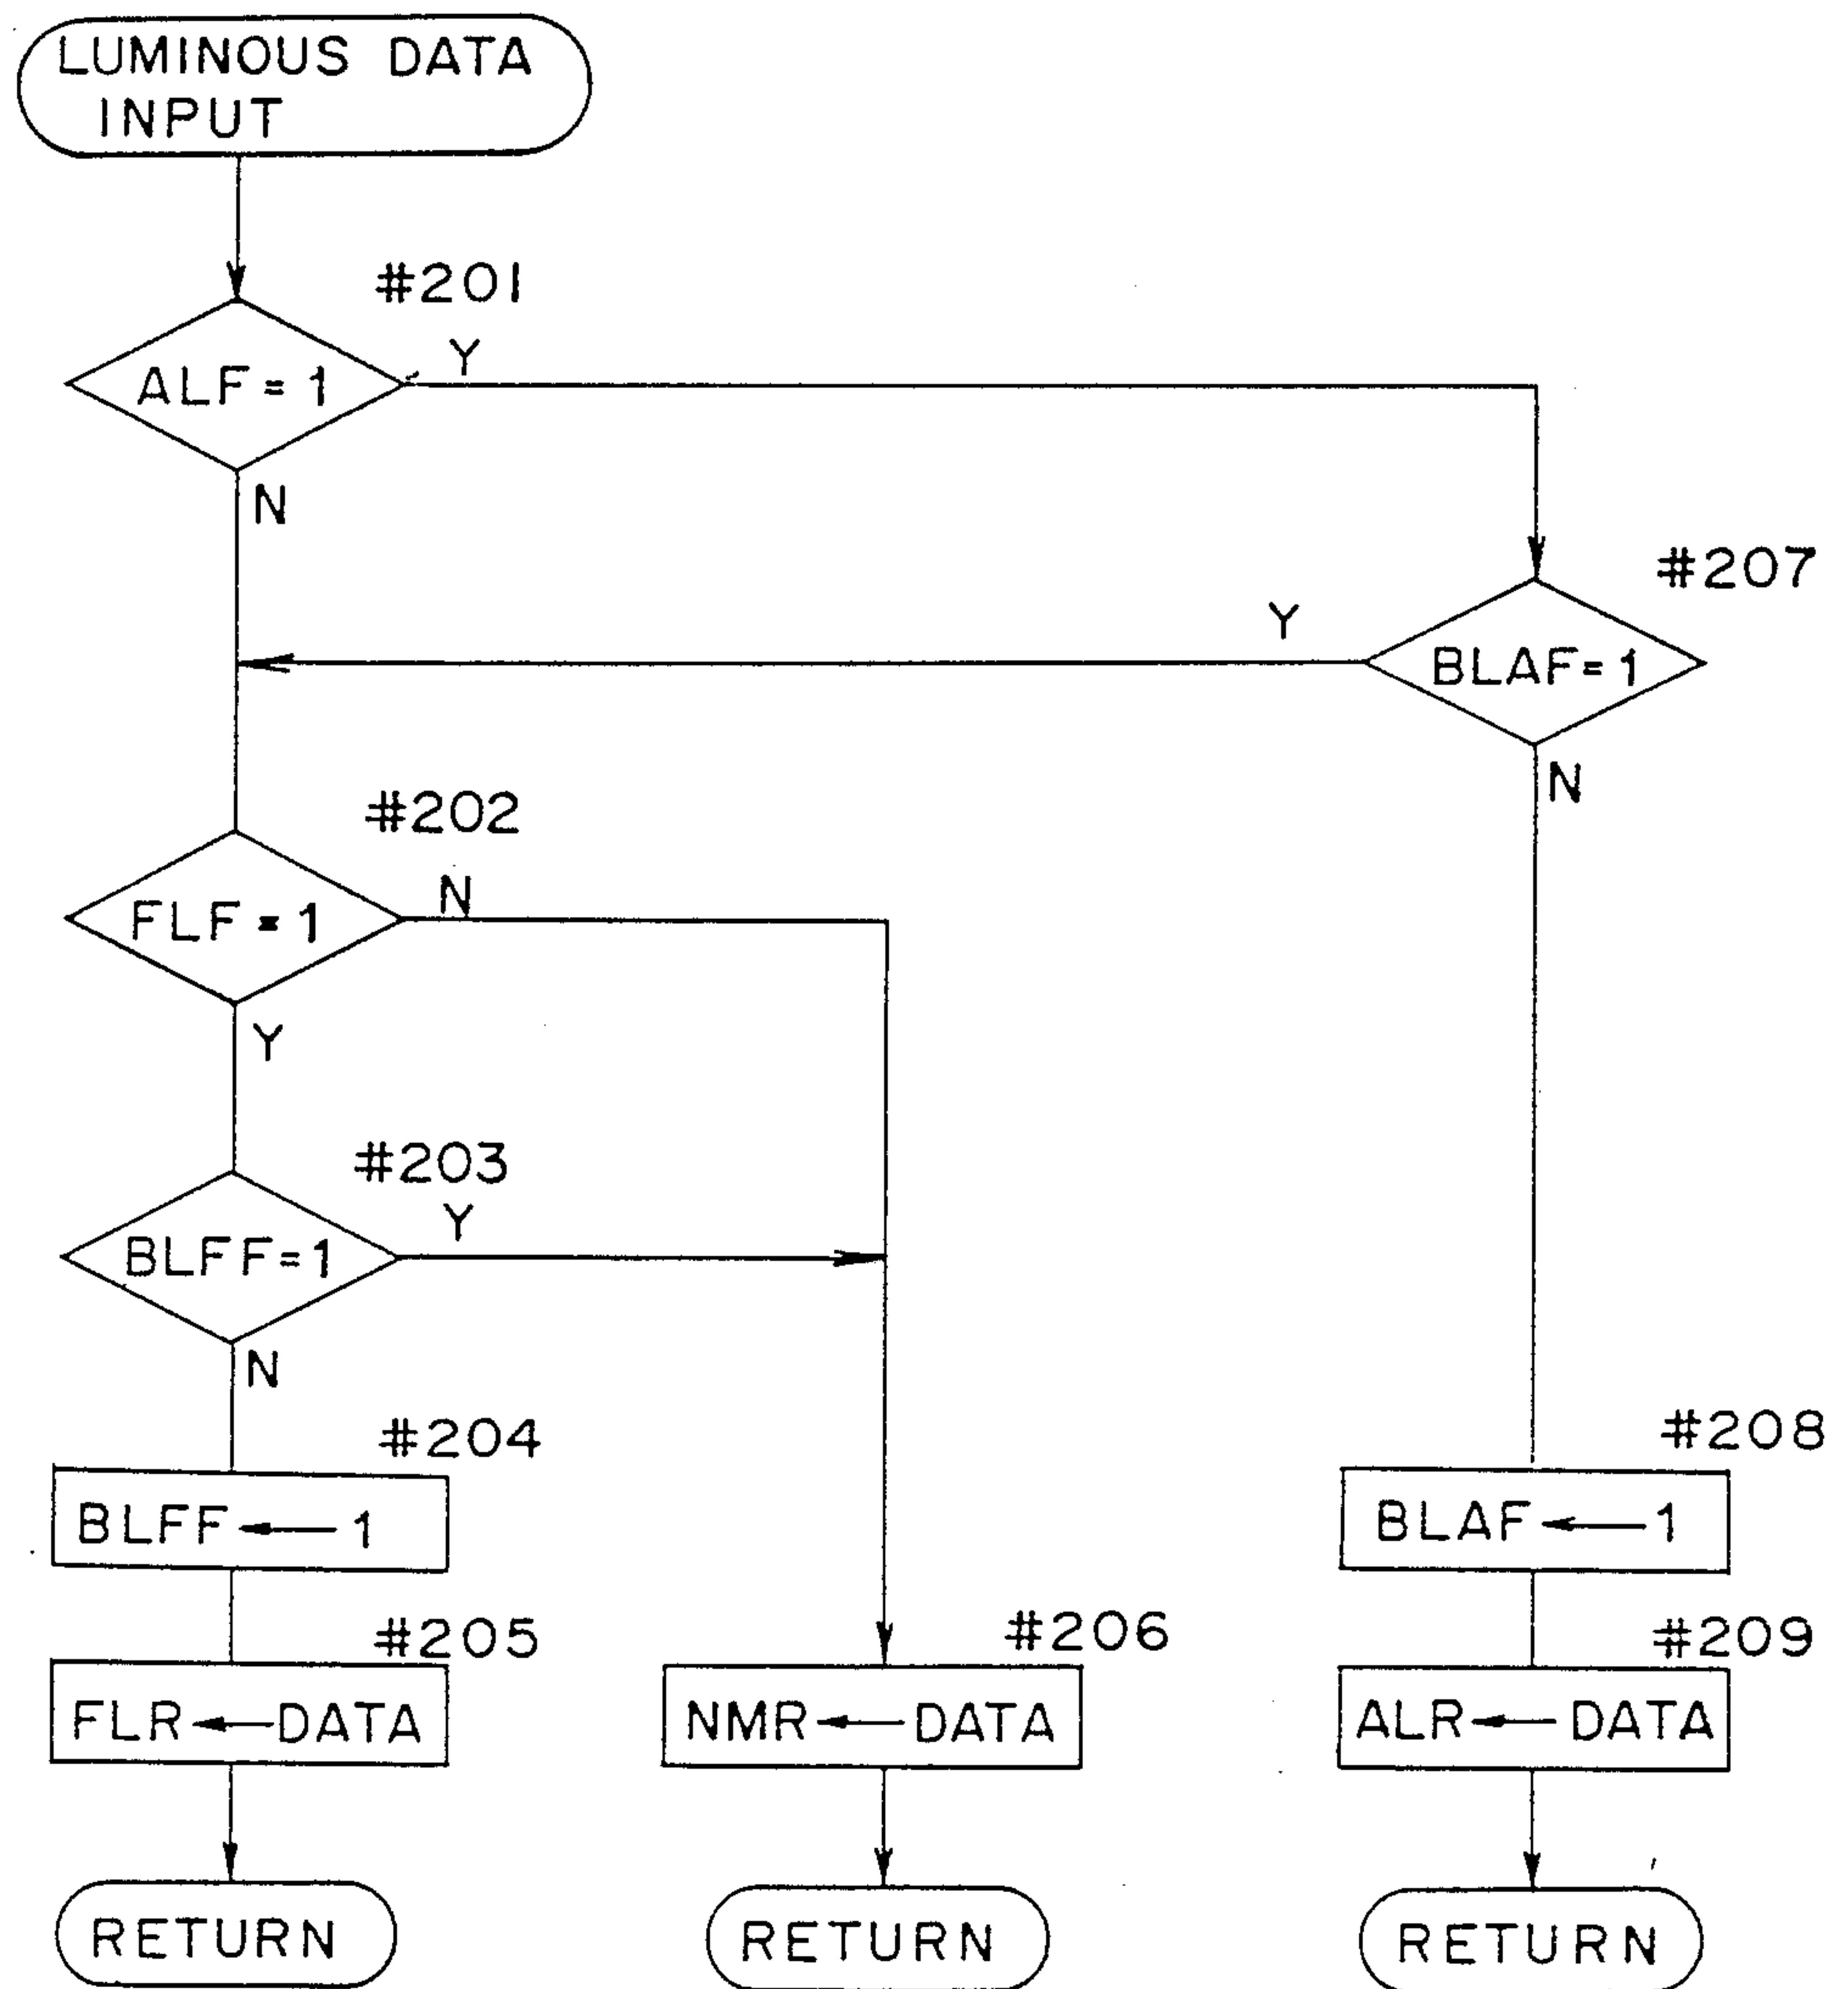 LUMINOUS DATA
INPUT
#201
ALF = 1
Y
N
#207
BLAF = 1
Y
N
#202
FLF = 1
N
Y
#203
BLFF = 1
Y
N
#204
BLFF ← 1
#205
FLR ← DATA
RETURN
#206
NMR ← DATA
RETURN
#208
BLAF ← 1
#209
ALR ← DATA
RETURN